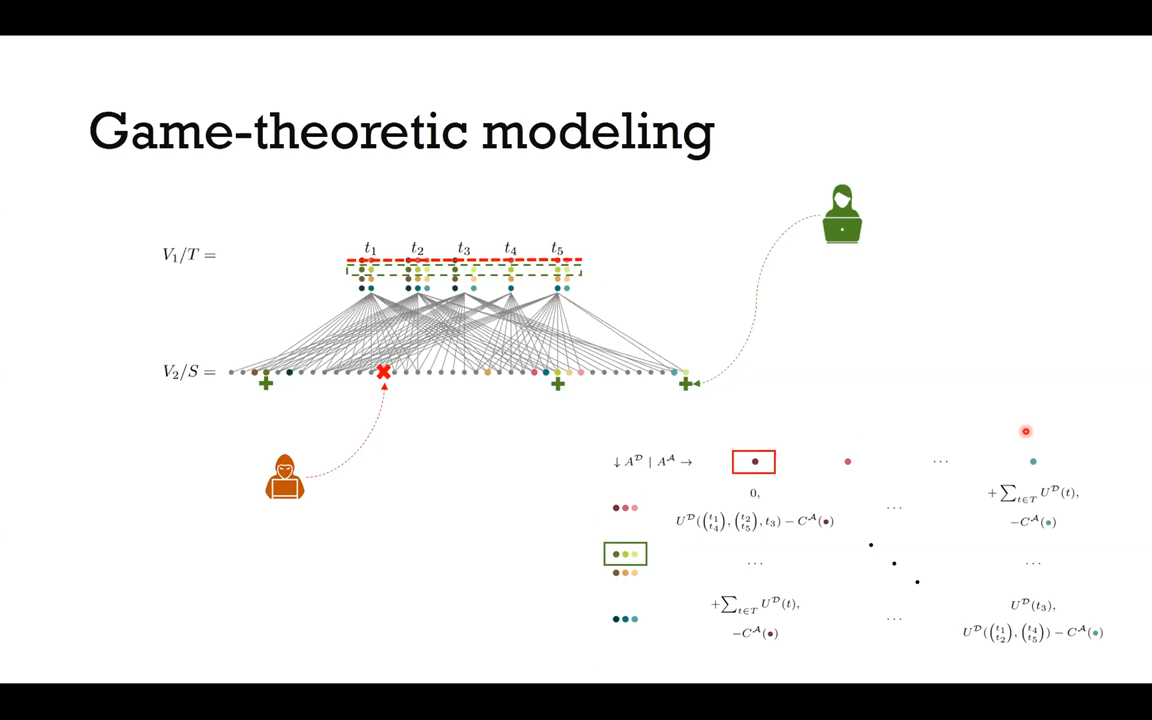 Game-theoretic modeling
V₁/T =
t₁ t₂ t₃ t₄ t₅
V₂/S =
↓ A^𝒟 | A^𝒜 → ● ● ⋯ ●
0, ⋯ +∑_{t∈T} U^𝒟(t),
U^𝒟((t₁ t₄), (t₂ t₅), t₃) − C^𝒜(●) −C^𝒜(●)
⋯ ⋯
+∑_{t∈T} U^𝒟(t), ⋯ U^𝒟(t₃),
−C^𝒜(●) U^𝒟((t₁ t₂), (t₄ t₅)) − C^𝒜(●)